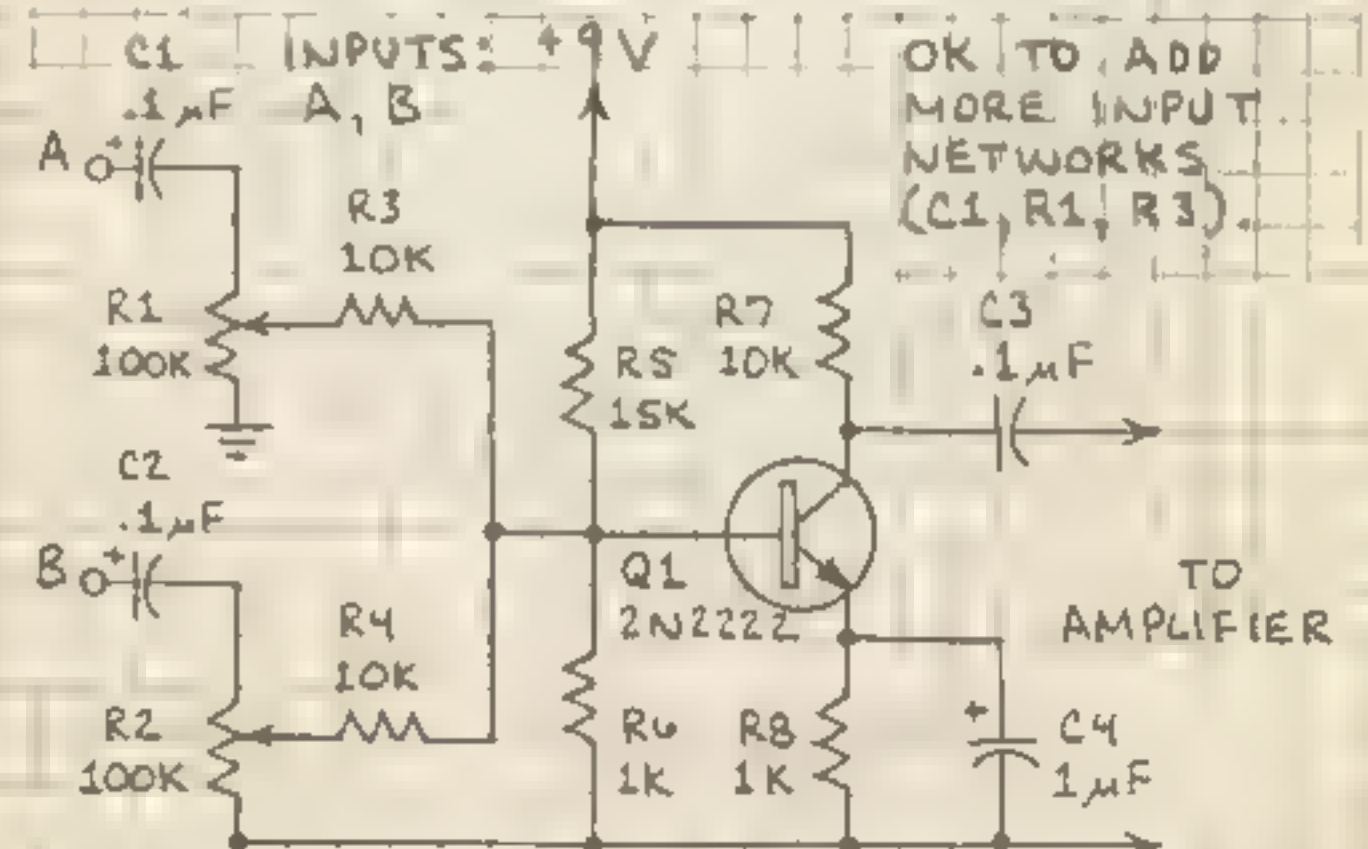 C1 INPUTS: +9V
.1μF A, B
OK TO ADD
MORE INPUT
NETWORKS
(C1, R1, R3).
A
+
R3
10K
R1
100K
R5
15K
R7
10K
C3
.1μF
C2
.1μF
B
+
Q1
2N2222
TO
AMPLIFIER
R4
10K
R2
100K
R6
1K
R8
1K
+
C4
1μF